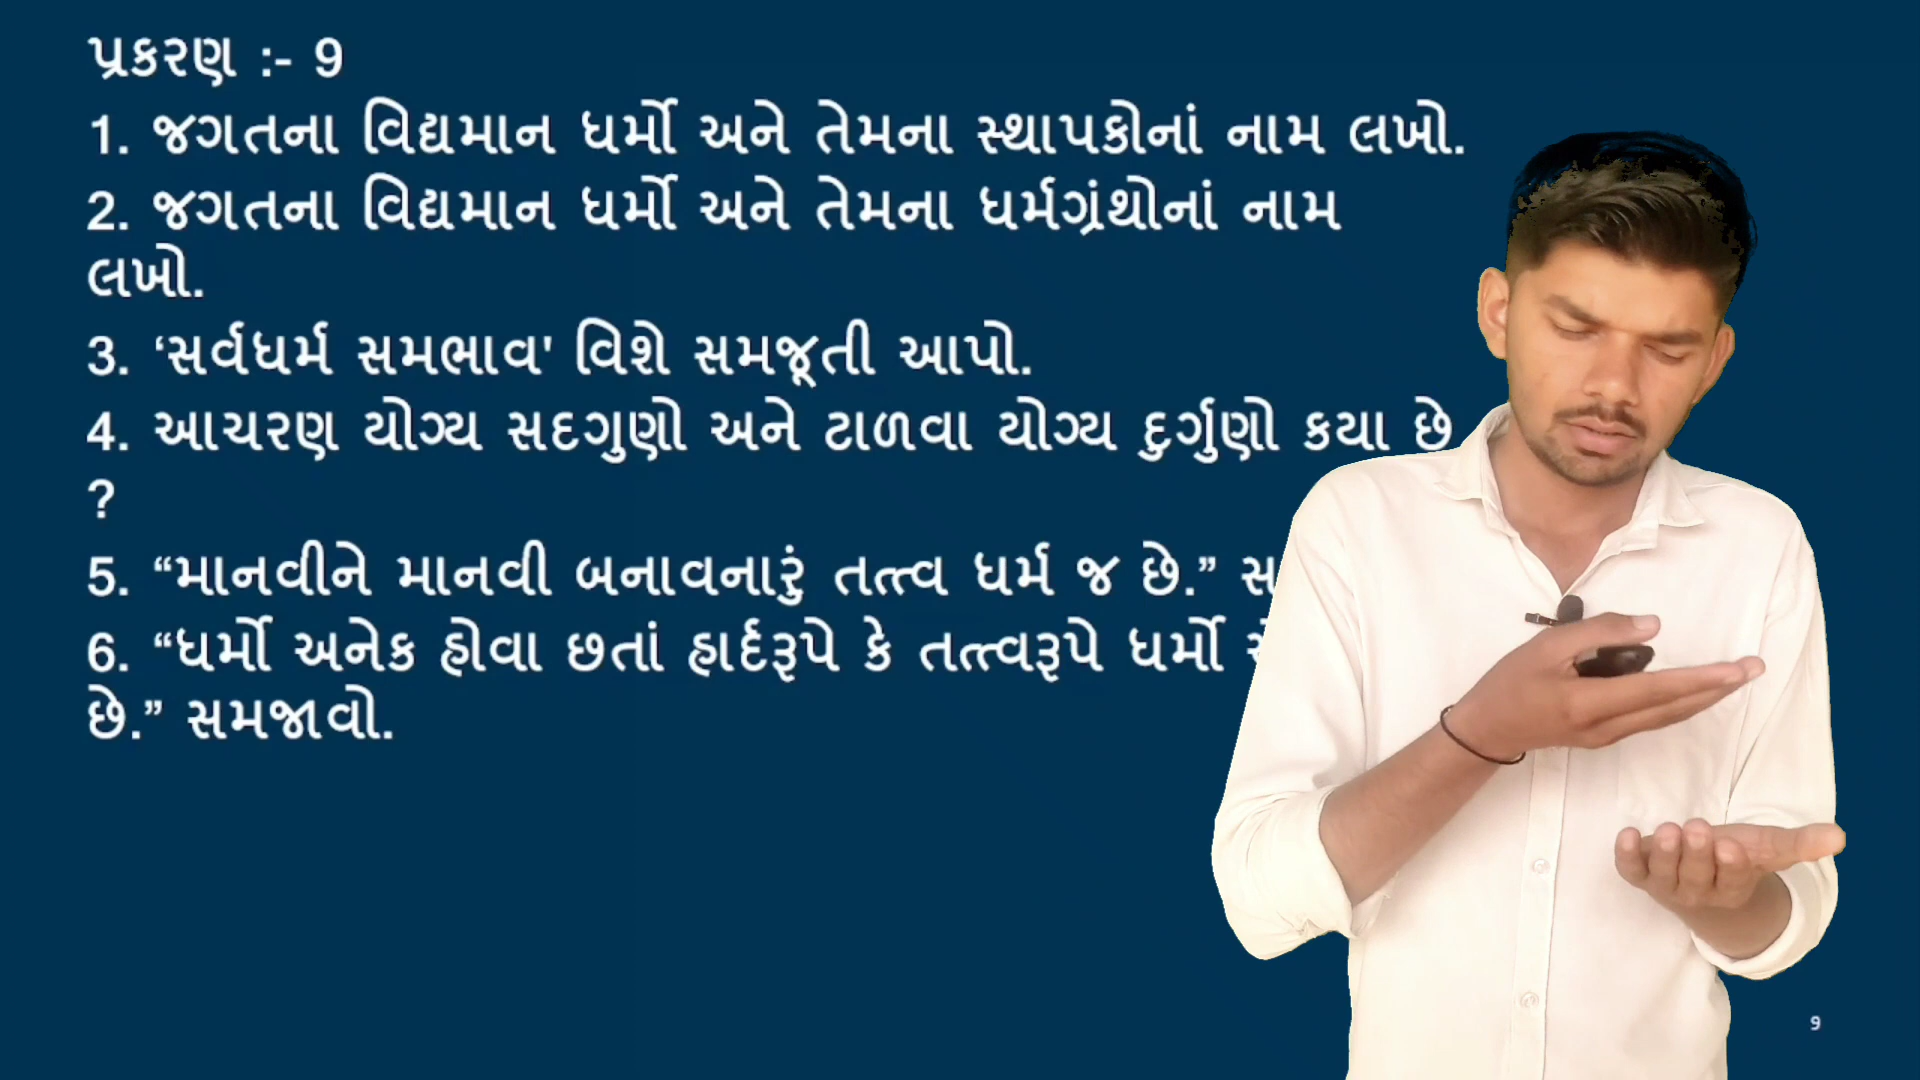 પ્રકરણ :- 9
1. જગતના વિદ્યમાન ધર્મો અને તેમના સ્થાપકોનાં નામ લખો.
2. જગતના વિદ્યમાન ધર્મો અને તેમના ધર્મગ્રંથોનાં નામ
લખો.
3. ‘સર્વધર્મ સમભાવ' વિશે સમજૂતી આપો.
4. આચરણ યોગ્ય સદગુણો અને ટાળવા યોગ્ય દુર્ગુણો કયા છે
?
5. “માનવીને માનવી બનાવનારું તત્ત્વ ધર્મ જ છે.”
6. “ધર્મો અનેક હોવા છતાં હાર્દરૂપે કે તત્ત્વરૂપે ધર્મો
છે.” સમજાવો.
9